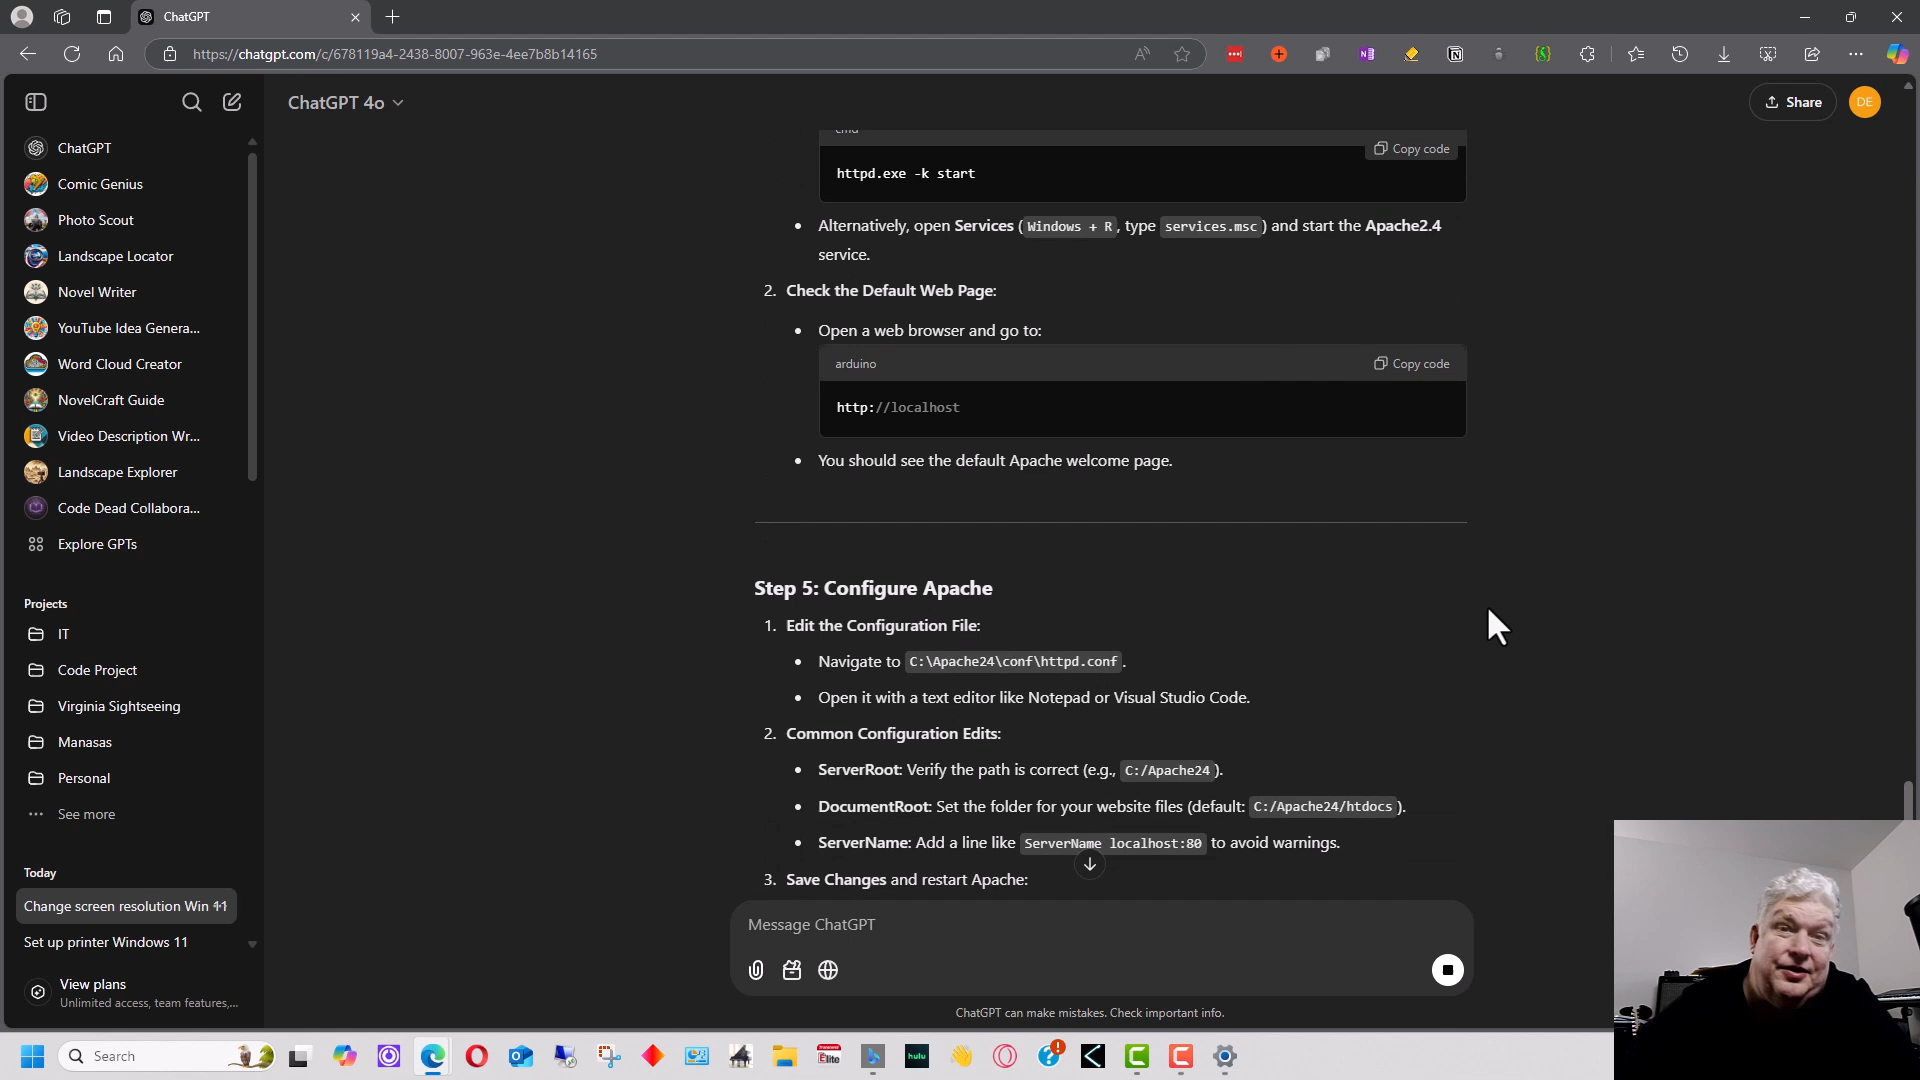 ChatGPT
https://chatgpt.com/c/678119a4-2438-8007-963e-4ee7b8b14165
ChatGPT 4o
Share
DE
ChatGPT
Comic Genius
Photo Scout
Landscape Locator
Novel Writer
YouTube Idea Genera...
Word Cloud Creator
NovelCraft Guide
Video Description Wr...
Landscape Explorer
Code Dead Collabora...
Explore GPTs
Projects
IT
Code Project
Virginia Sightseeing
Manasas
Personal
See more
Today
Change screen resolution Win 11
Set up printer Windows 11
View plans
Unlimited access, team features,...
cmd
Copy code
httpd.exe -k start
Alternatively, open Services (Windows + R, type services.msc) and start the Apache2.4
service.
2. Check the Default Web Page:
Open a web browser and go to:
arduino
Copy code
http://localhost
You should see the default Apache welcome page.
Step 5: Configure Apache
1. Edit the Configuration File:
Navigate to C:\Apache24\conf\httpd.conf.
Open it with a text editor like Notepad or Visual Studio Code.
2. Common Configuration Edits:
ServerRoot: Verify the path is correct (e.g., C:/Apache24).
DocumentRoot: Set the folder for your website files (default: C:/Apache24/htdocs).
ServerName: Add a line like ServerName localhost:80 to avoid warnings.
3. Save Changes and restart Apache:
Message ChatGPT
ChatGPT can make mistakes. Check important info.
Search
Elite
hulu